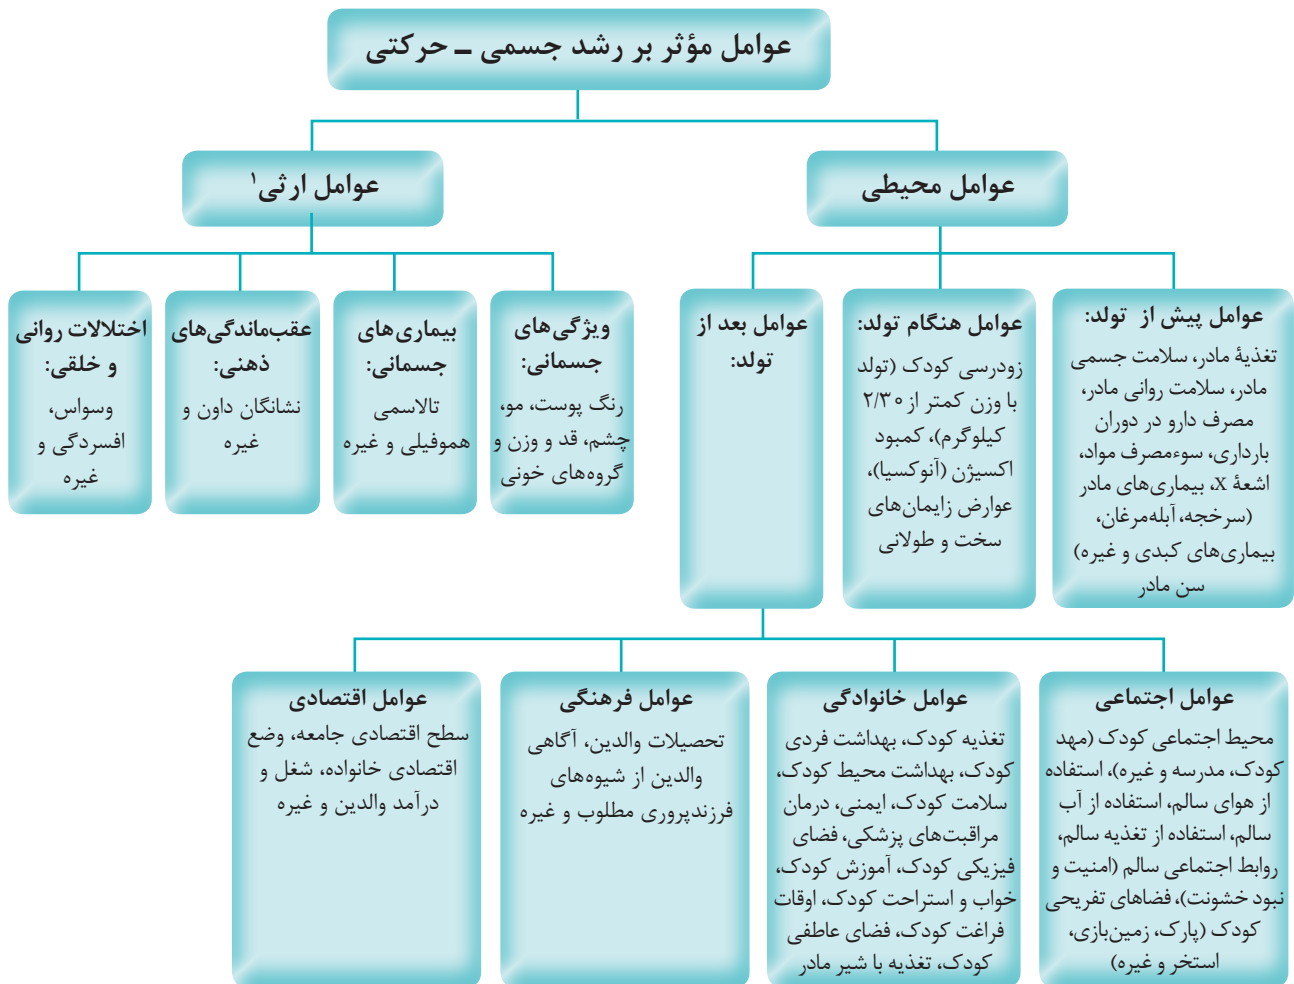 عوامل مؤثر بر رشد جسمی ـ حرکتی
عوامل محیطی
عوامل ارثی۱
عوامل پیش از تولد:
تغذیۀ مادر، سلامت جسمی
مادر، سلامت روانی مادر،
مصرف دارو در دوران
بارداری، سوءمصرف مواد،
اشعۀ X، بیماری‌های مادر
(سرخجه، آبله‌مرغان،
بیماری‌های کبدی و غیره)
سن مادر
عوامل هنگام تولد:
زودرسی کودک (تولد
با وزن کمتر از ۲/۳۰
کیلوگرم)، کمبود
اکسیژن (آنوکسیا)،
عوارض زایمان‌های
سخت و طولانی
عوامل بعد از
تولد:
ویژگی‌های
جسمانی:
رنگ پوست، مو،
چشم، قد و وزن و
گروه‌های خونی
بیماری‌های
جسمانی:
تالاسمی
هموفیلی و غیره
عقب‌ماندگی‌های
ذهنی:
نشانگان داون و
غیره
اختلالات روانی
و خلقی:
وسواس،
افسردگی و
غیره
عوامل اجتماعی
محیط اجتماعی کودک (مهد
کودک، مدرسه و غیره)، استفاده
از هوای سالم، استفاده از آب
سالم، استفاده از تغذیه سالم،
روابط اجتماعی سالم (امنیت و
نبود خشونت)، فضاهای تفریحی
کودک (پارک، زمین‌بازی،
استخر و غیره)
عوامل خانوادگی
تغذیه کودک، بهداشت فردی
کودک، بهداشت محیط کودک،
سلامت کودک، ایمنی، درمان
مراقبت‌های پزشکی، فضای
فیزیکی کودک، آموزش کودک،
خواب و استراحت کودک، اوقات
فراغت کودک، فضای عاطفی
کودک، تغذیه با شیر مادر
عوامل فرهنگی
تحصیلات والدین، آگاهی
والدین از شیوه‌های
فرزندپروری مطلوب و غیره
عوامل اقتصادی
سطح اقتصادی جامعه، وضع
اقتصادی خانواده، شغل و
درآمد والدین و غیره